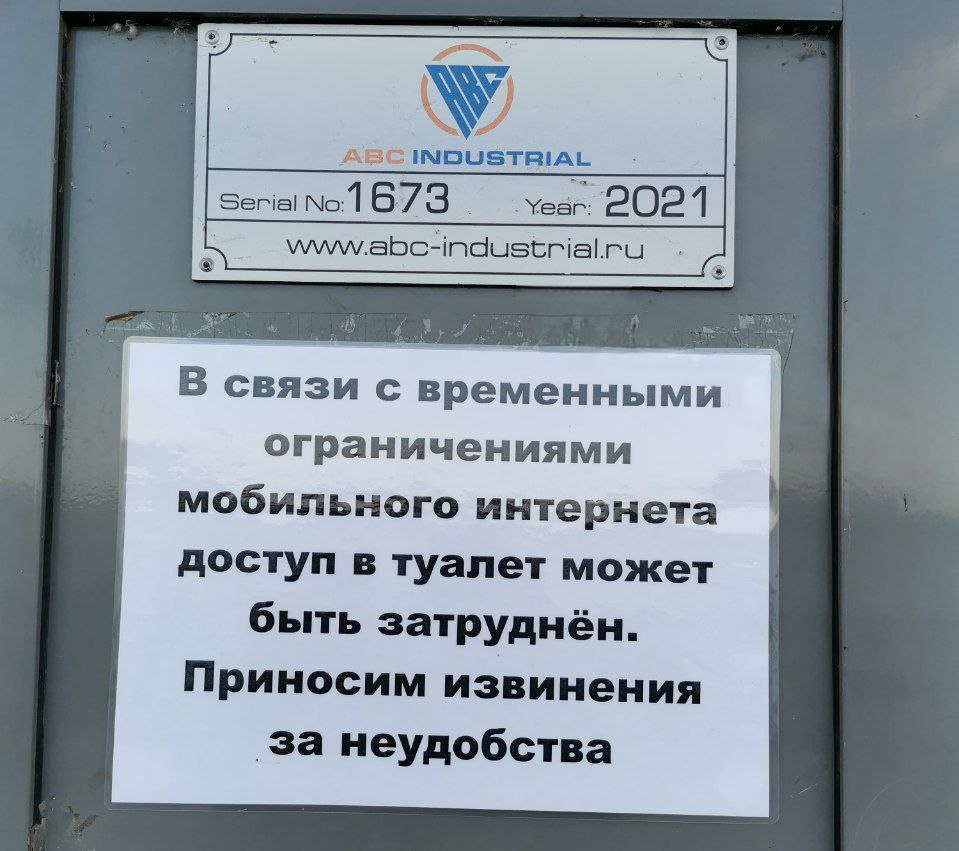 ABC
ABC INDUSTRIAL
Serial No: 1673 Year: 2021
www.abc-industrial.ru
В связи с временными
ограничениями
мобильного интернета
доступ в туалет может
быть затруднён.
Приносим извинения
за неудобства